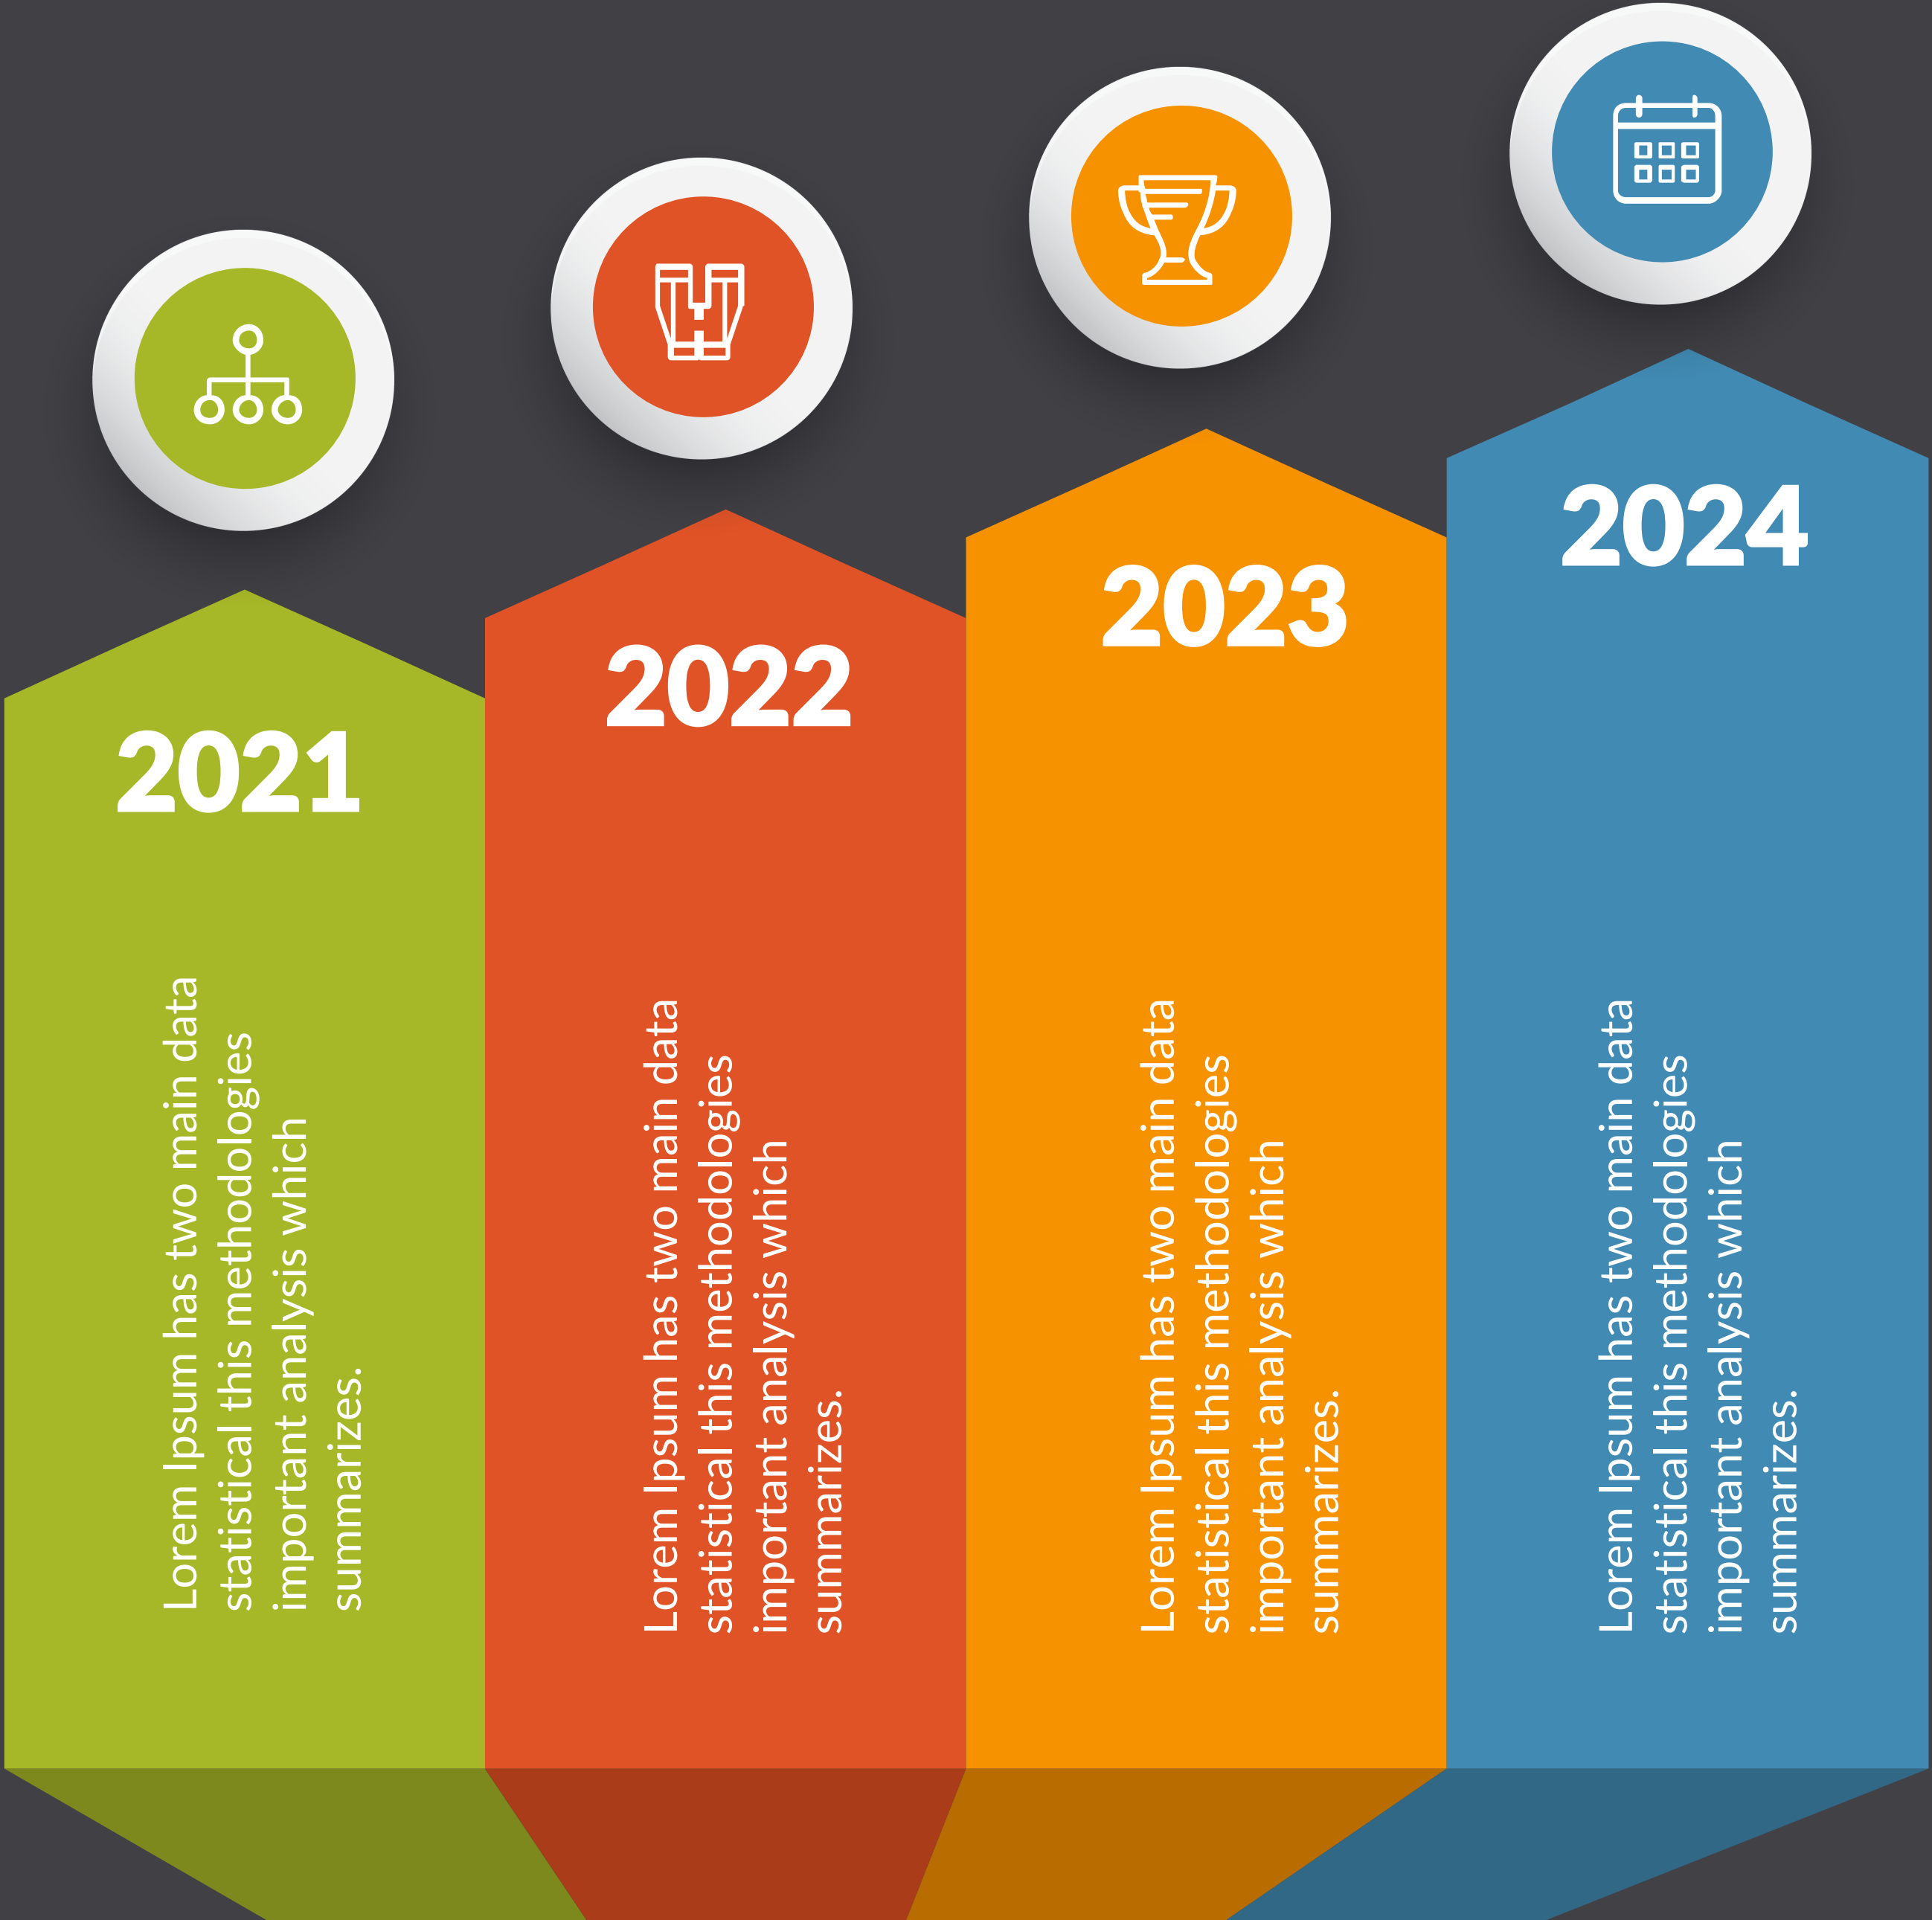 2021
Lorem Ipsum has two main data
statistical this methodologies
important analysis which
summarizes.
2022
Lorem Ipsum has two main data
statistical this methodologies
important analysis which
summarizes.
2023
Lorem Ipsum has two main data
statistical this methodologies
important analysis which
summarizes.
2024
Lorem Ipsum has two main data
statistical this methodologies
important analysis which
summarizes.